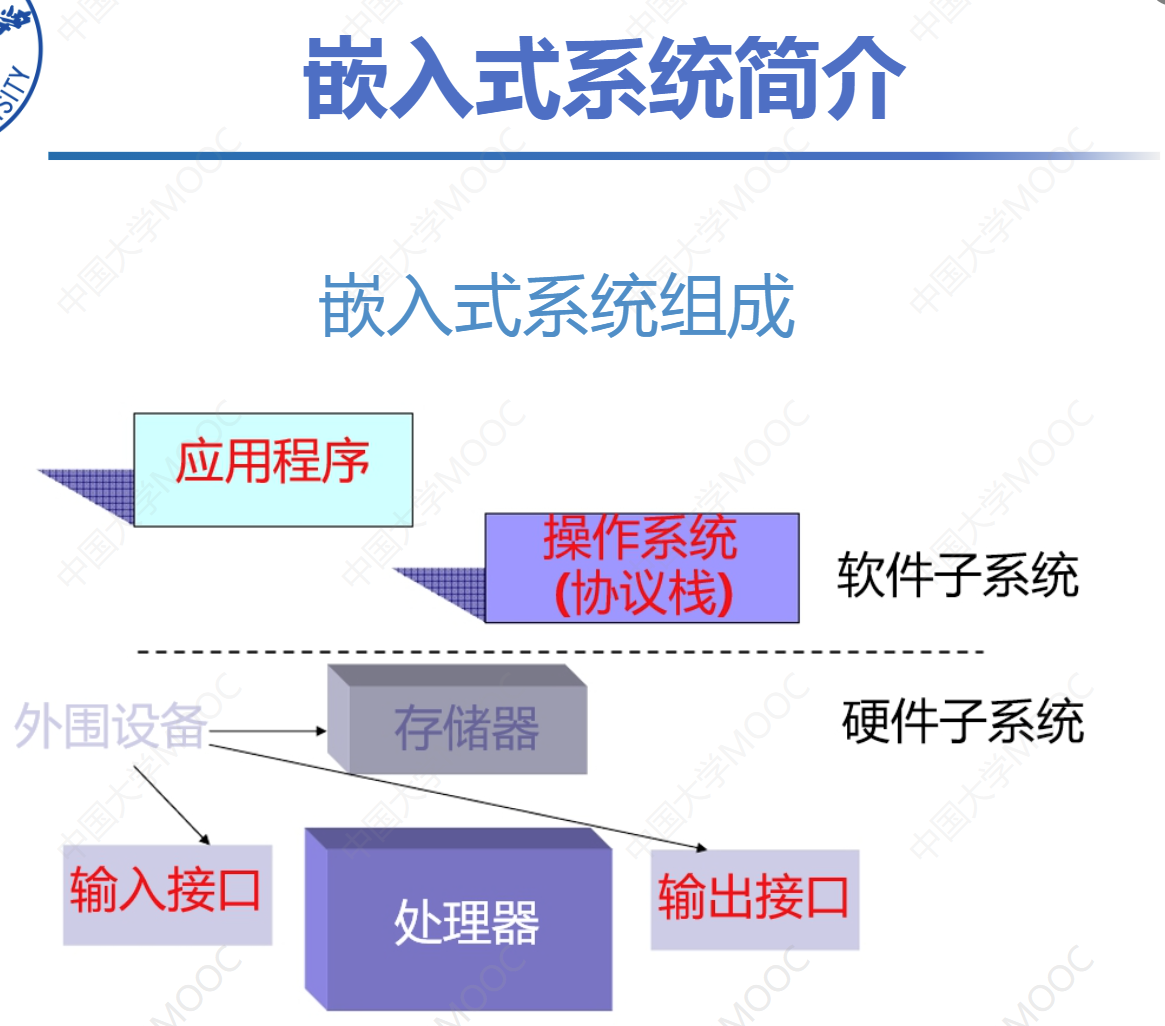 嵌入式系统简介
嵌入式系统组成
应用程序
操作系统
(协议栈)
软件子系统
外围设备
存储器
硬件子系统
输入接口
处理器
输出接口
中国大学MOOC